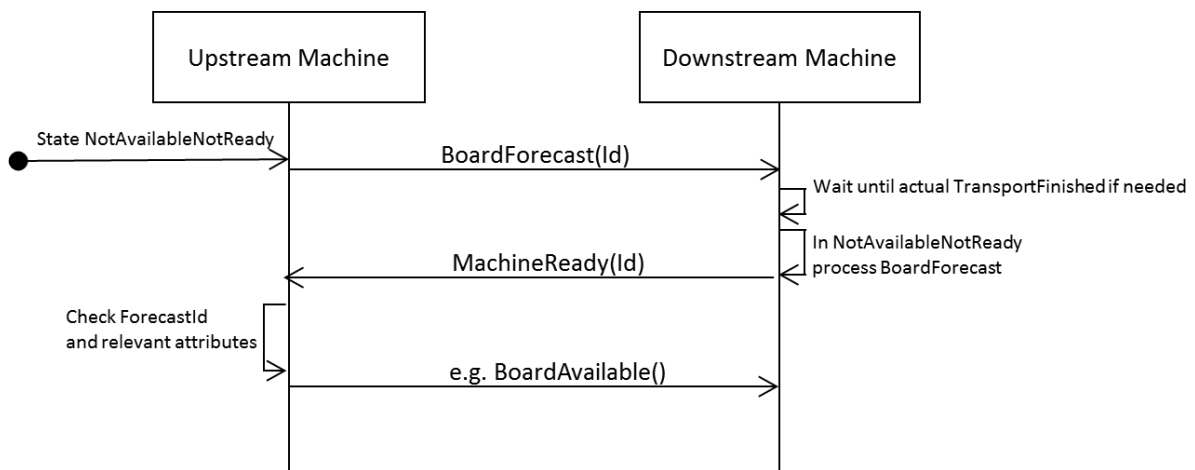 Upstream Machine
Downstream Machine
State NotAvailableNotReady
BoardForecast(Id)
Wait until actual TransportFinished if needed
In NotAvailableNotReady
process BoardForecast
MachineReady(Id)
Check ForecastId
and relevant attributes
e.g. BoardAvailable()